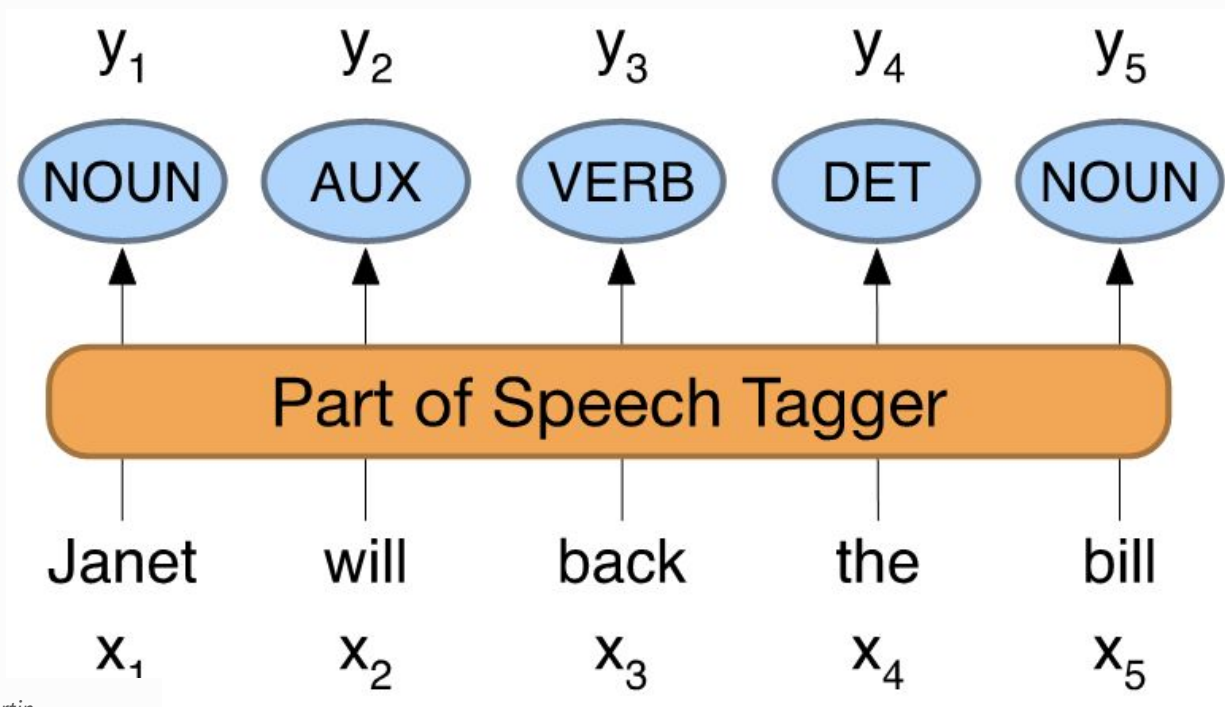 y₁ y₂ y₃ y₄ y₅
NOUN AUX VERB DET NOUN
Part of Speech Tagger
Janet will back the bill
x₁ x₂ x₃ x₄ x₅